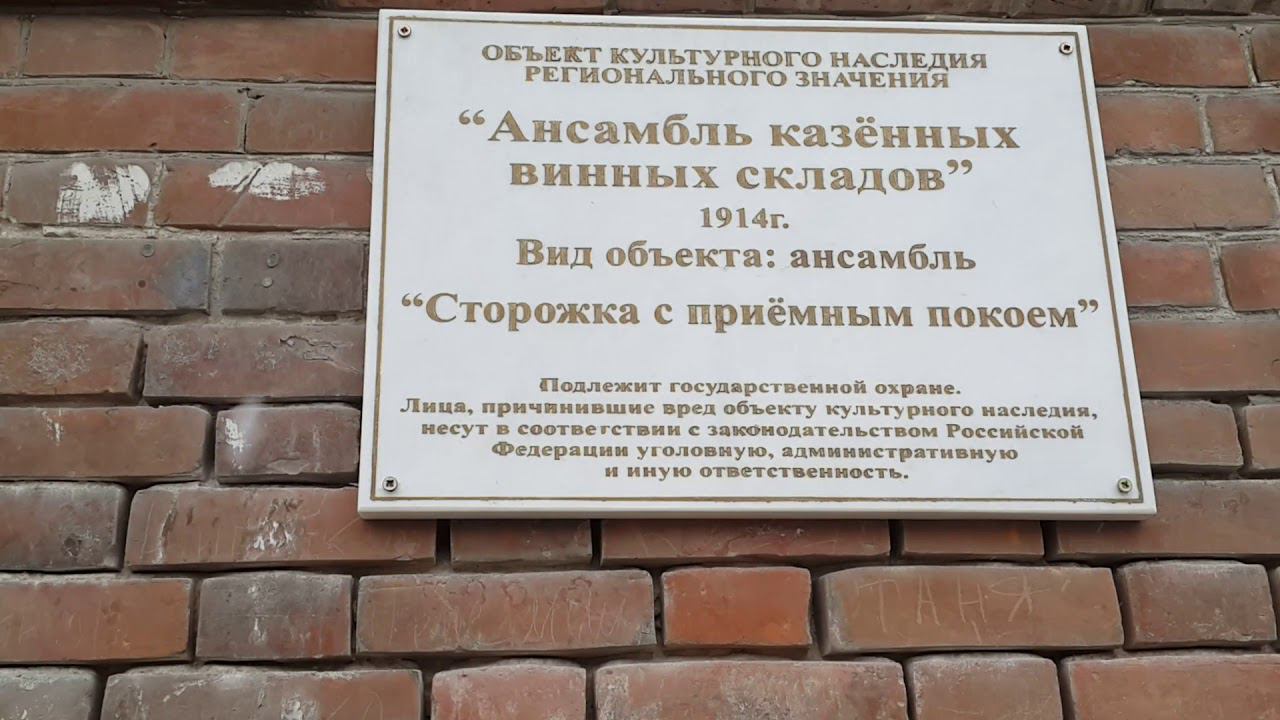 ОБЪЕКТ КУЛЬТУРНОГО НАСЛЕДИЯ
РЕГИОНАЛЬНОГО ЗНАЧЕНИЯ
“Ансамбль казённых
винных складов”
1914г.
Вид объекта: ансамбль
“Сторожка с приёмным покоем”
Подлежит государственной охране.
Лица, причинившие вред объекту культурного наследия,
несут в соответствии с законодательством Российской
Федерации уголовную, административную
и иную ответственность.
ТАНЯ